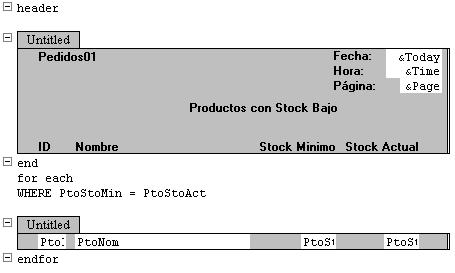 header
Untitled
Pedidos01 Fecha: &Today
Hora: &Time
Página: &Page
Productos con Stock Bajo
ID Nombre Stock Minimo Stock Actual
end
for each
WHERE PtoStoMin = PtoStoAct
Untitled
PtoI PtoNom PtoSt PtoSt
endfor